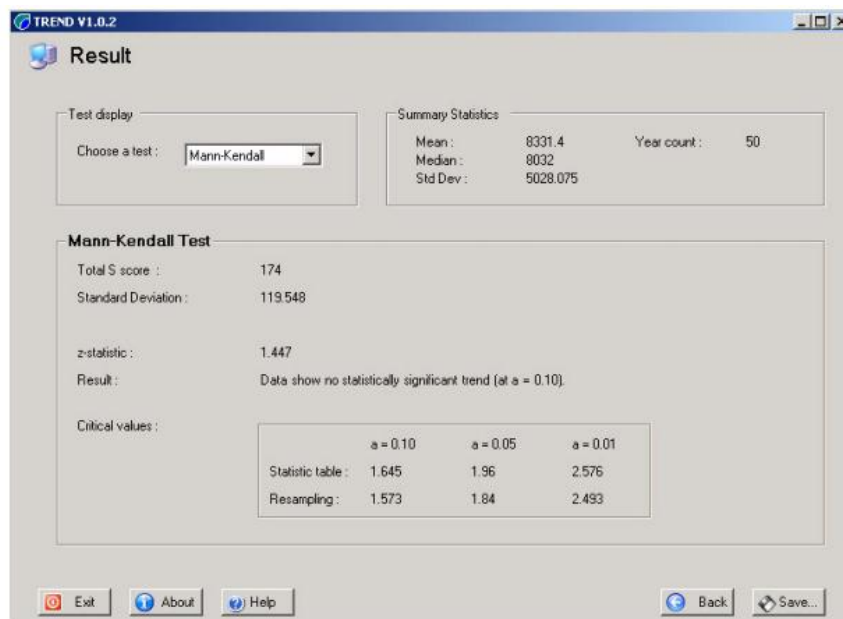 TREND V1.0.2
Result
Test display
Choose a test :
Mann-Kendall
Summary Statistics
Mean : 8331.4 Year count : 50
Median : 8032
Std Dev : 5028.075
Mann-Kendall Test
Total S score : 174
Standard Deviation : 119.548
z-statistic : 1.447
Result : Data show no statistically significant trend (at a = 0.10).
Critical values :
a = 0.10 a = 0.05 a = 0.01
Statistic table : 1.645 1.96 2.576
Resampling : 1.573 1.84 2.493
Exit About Help Back Save...